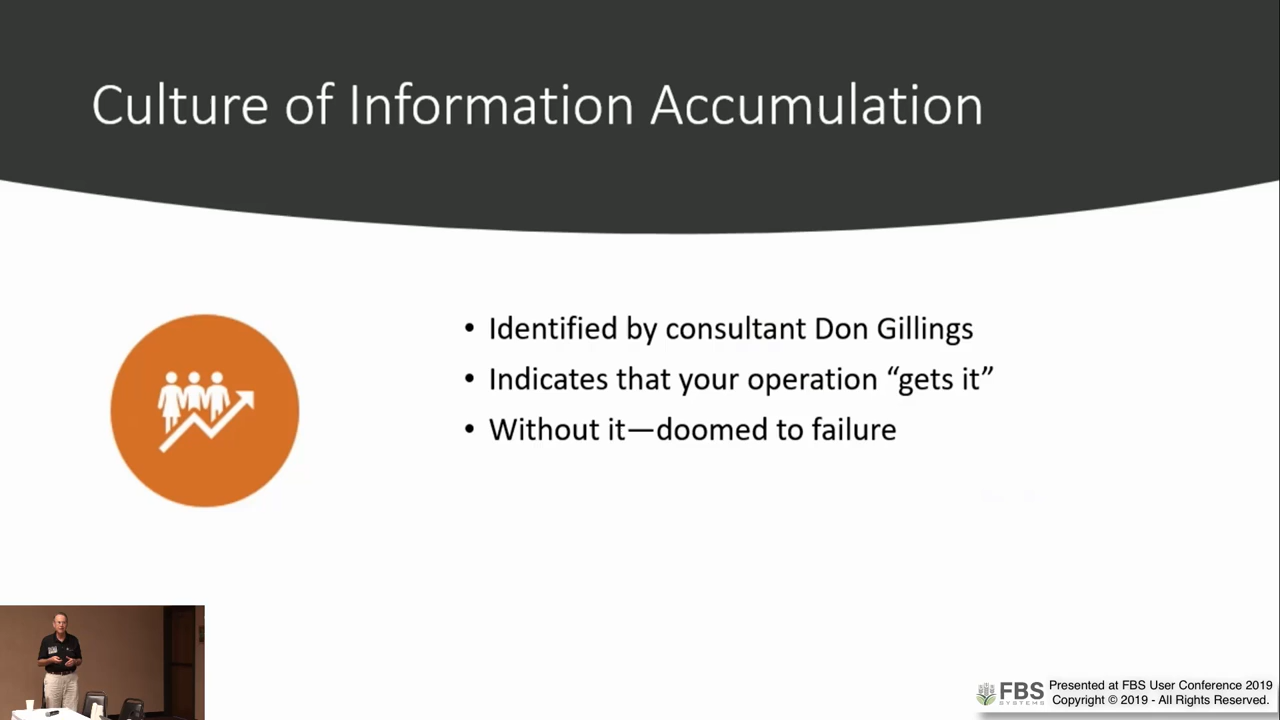 Culture of Information Accumulation
• Identified by consultant Don Gillings
• Indicates that your operation “gets it”
• Without it—doomed to failure
FBS
SYSTEMS
Presented at FBS User Conference 2019
Copyright © 2019 - All Rights Reserved.